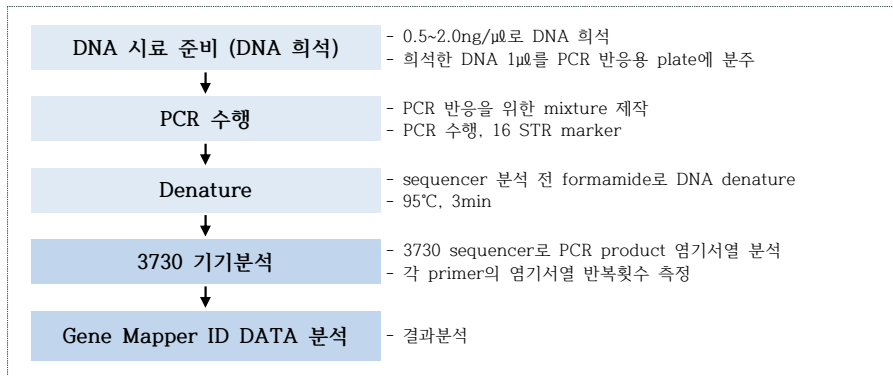 DNA 시료 준비 (DNA 희석)
- 0.5~2.0ng/㎕로 DNA 희석
- 희석한 DNA 1㎕를 PCR 반응용 plate에 분주
PCR 수행
- PCR 반응을 위한 mixture 제작
- PCR 수행, 16 STR marker
Denature
- sequencer 분석 전 formamide로 DNA denature
- 95℃, 3min
3730 기기분석
- 3730 sequencer로 PCR product 염기서열 분석
- 각 primer의 염기서열 반복횟수 측정
Gene Mapper ID DATA 분석
- 결과분석